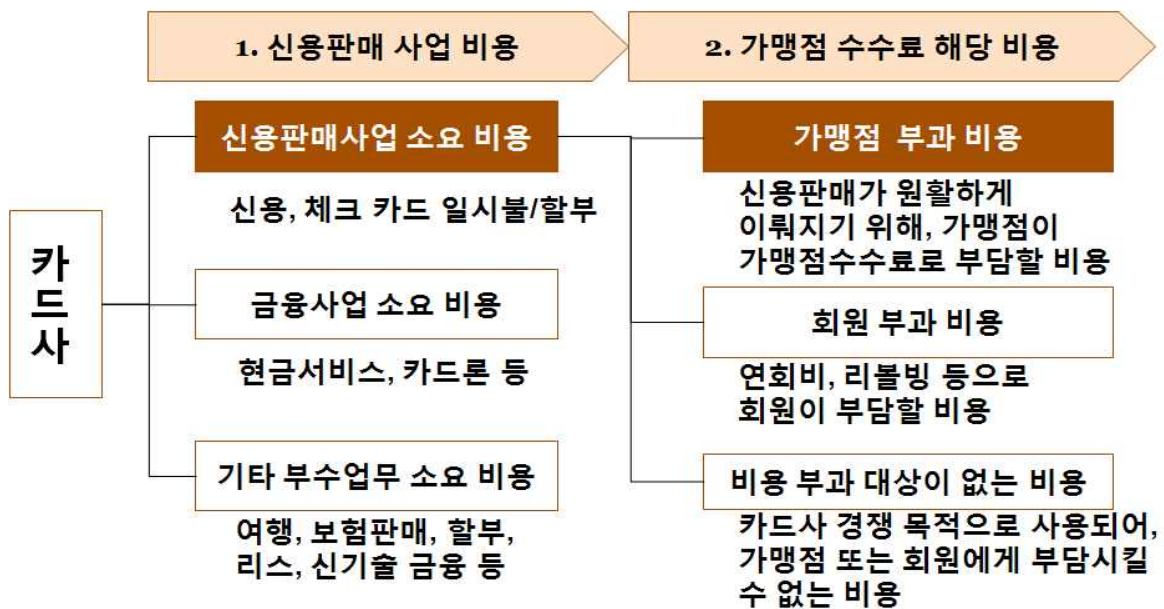 1. 신용판매 사업 비용
2. 가맹점 수수료 해당 비용
카
드
사
신용판매사업 소요 비용
신용, 체크 카드 일시불/할부
금융사업 소요 비용
현금서비스, 카드론 등
기타 부수업무 소요 비용
여행, 보험판매, 할부,
리스, 신기술 금융 등
가맹점 부과 비용
신용판매가 원활하게
이뤄지기 위해, 가맹점이
가맹점수수료로 부담할 비용
회원 부과 비용
연회비, 리볼빙 등으로
회원이 부담할 비용
비용 부과 대상이 없는 비용
카드사 경쟁 목적으로 사용되어,
가맹점 또는 회원에게 부담시킬
수 없는 비용